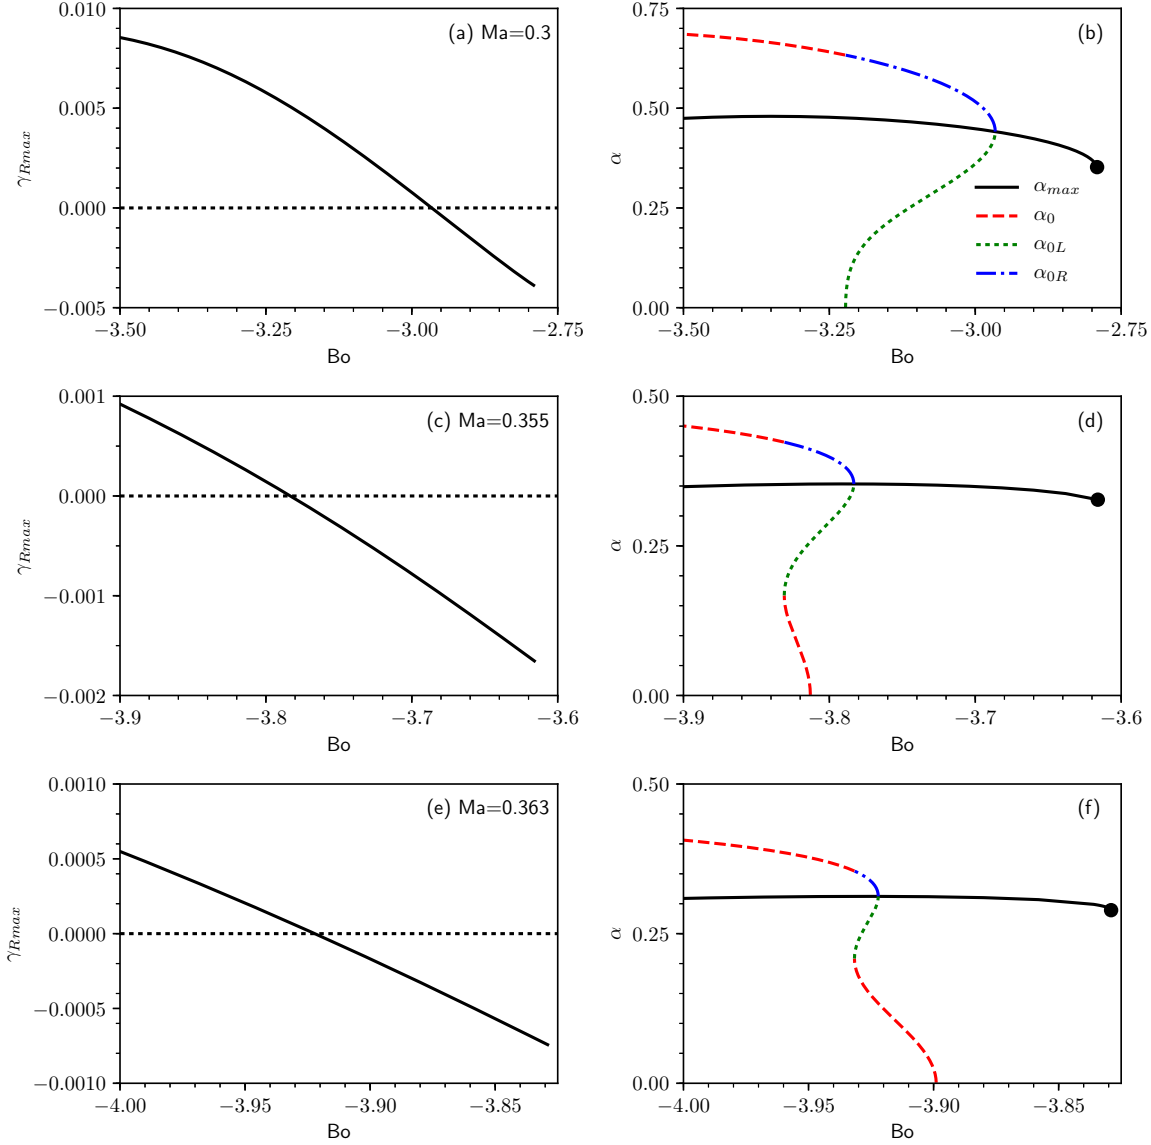 (a) Ma=0.3
0.010
0.005
0.000
−0.005
γRmax
−3.50 −3.25 −3.00 −2.75
Bo
(b)
0.75
0.50
0.25
0.00
α
αmax
α0
α0L
α0R
−3.50 −3.25 −3.00 −2.75
Bo
(c) Ma=0.355
0.001
0.000
−0.001
−0.002
γRmax
−3.9 −3.8 −3.7 −3.6
Bo
(d)
0.50
0.25
0.00
α
−3.9 −3.8 −3.7 −3.6
Bo
(e) Ma=0.363
0.0010
0.0005
0.0000
−0.0005
−0.0010
γRmax
−4.00 −3.95 −3.90 −3.85
Bo
(f)
0.50
0.25
0.00
α
−4.00 −3.95 −3.90 −3.85
Bo